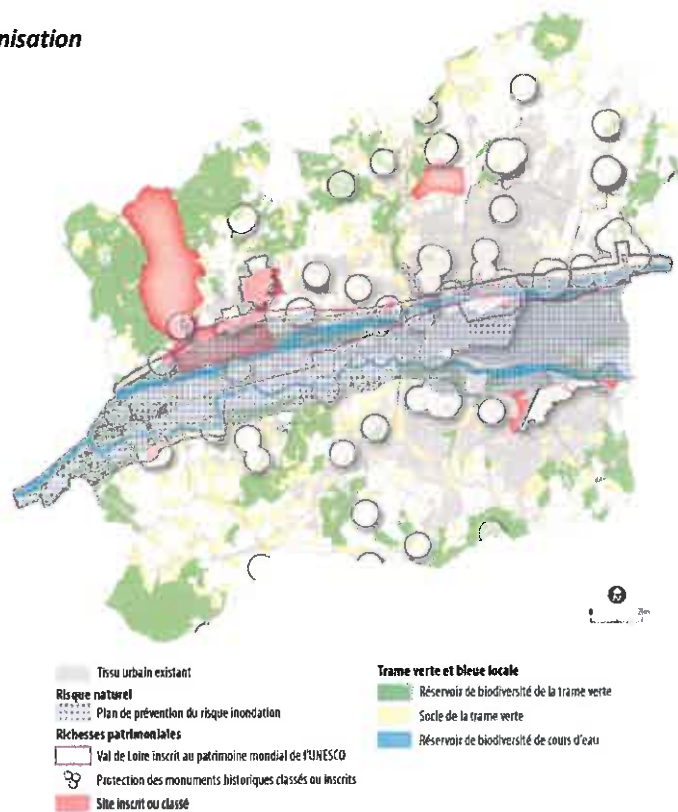 nisation
2km
Tissu urbain existant
Risque naturel
Plan de prévention du risque inondation
Richesses patrimoniales
Val de Loire inscrit au patrimoine mondial de l'UNESCO
Protection des monuments historiques classés ou inscrits
Site inscrit ou classé
Trame verte et bleue locale
Réservoir de biodiversité de la trame verte
Socle de la trame verte
Réservoir de biodiversité de cours d'eau